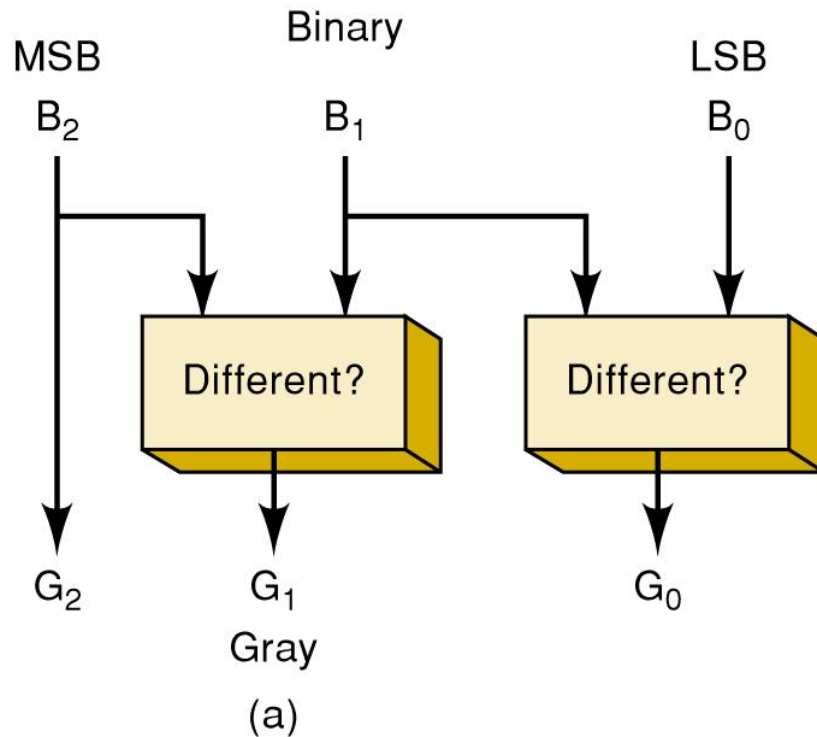 Binary
MSB LSB
B₂ B₁ B₀
Different? Different?
G₂ G₁ G₀
Gray
(a)